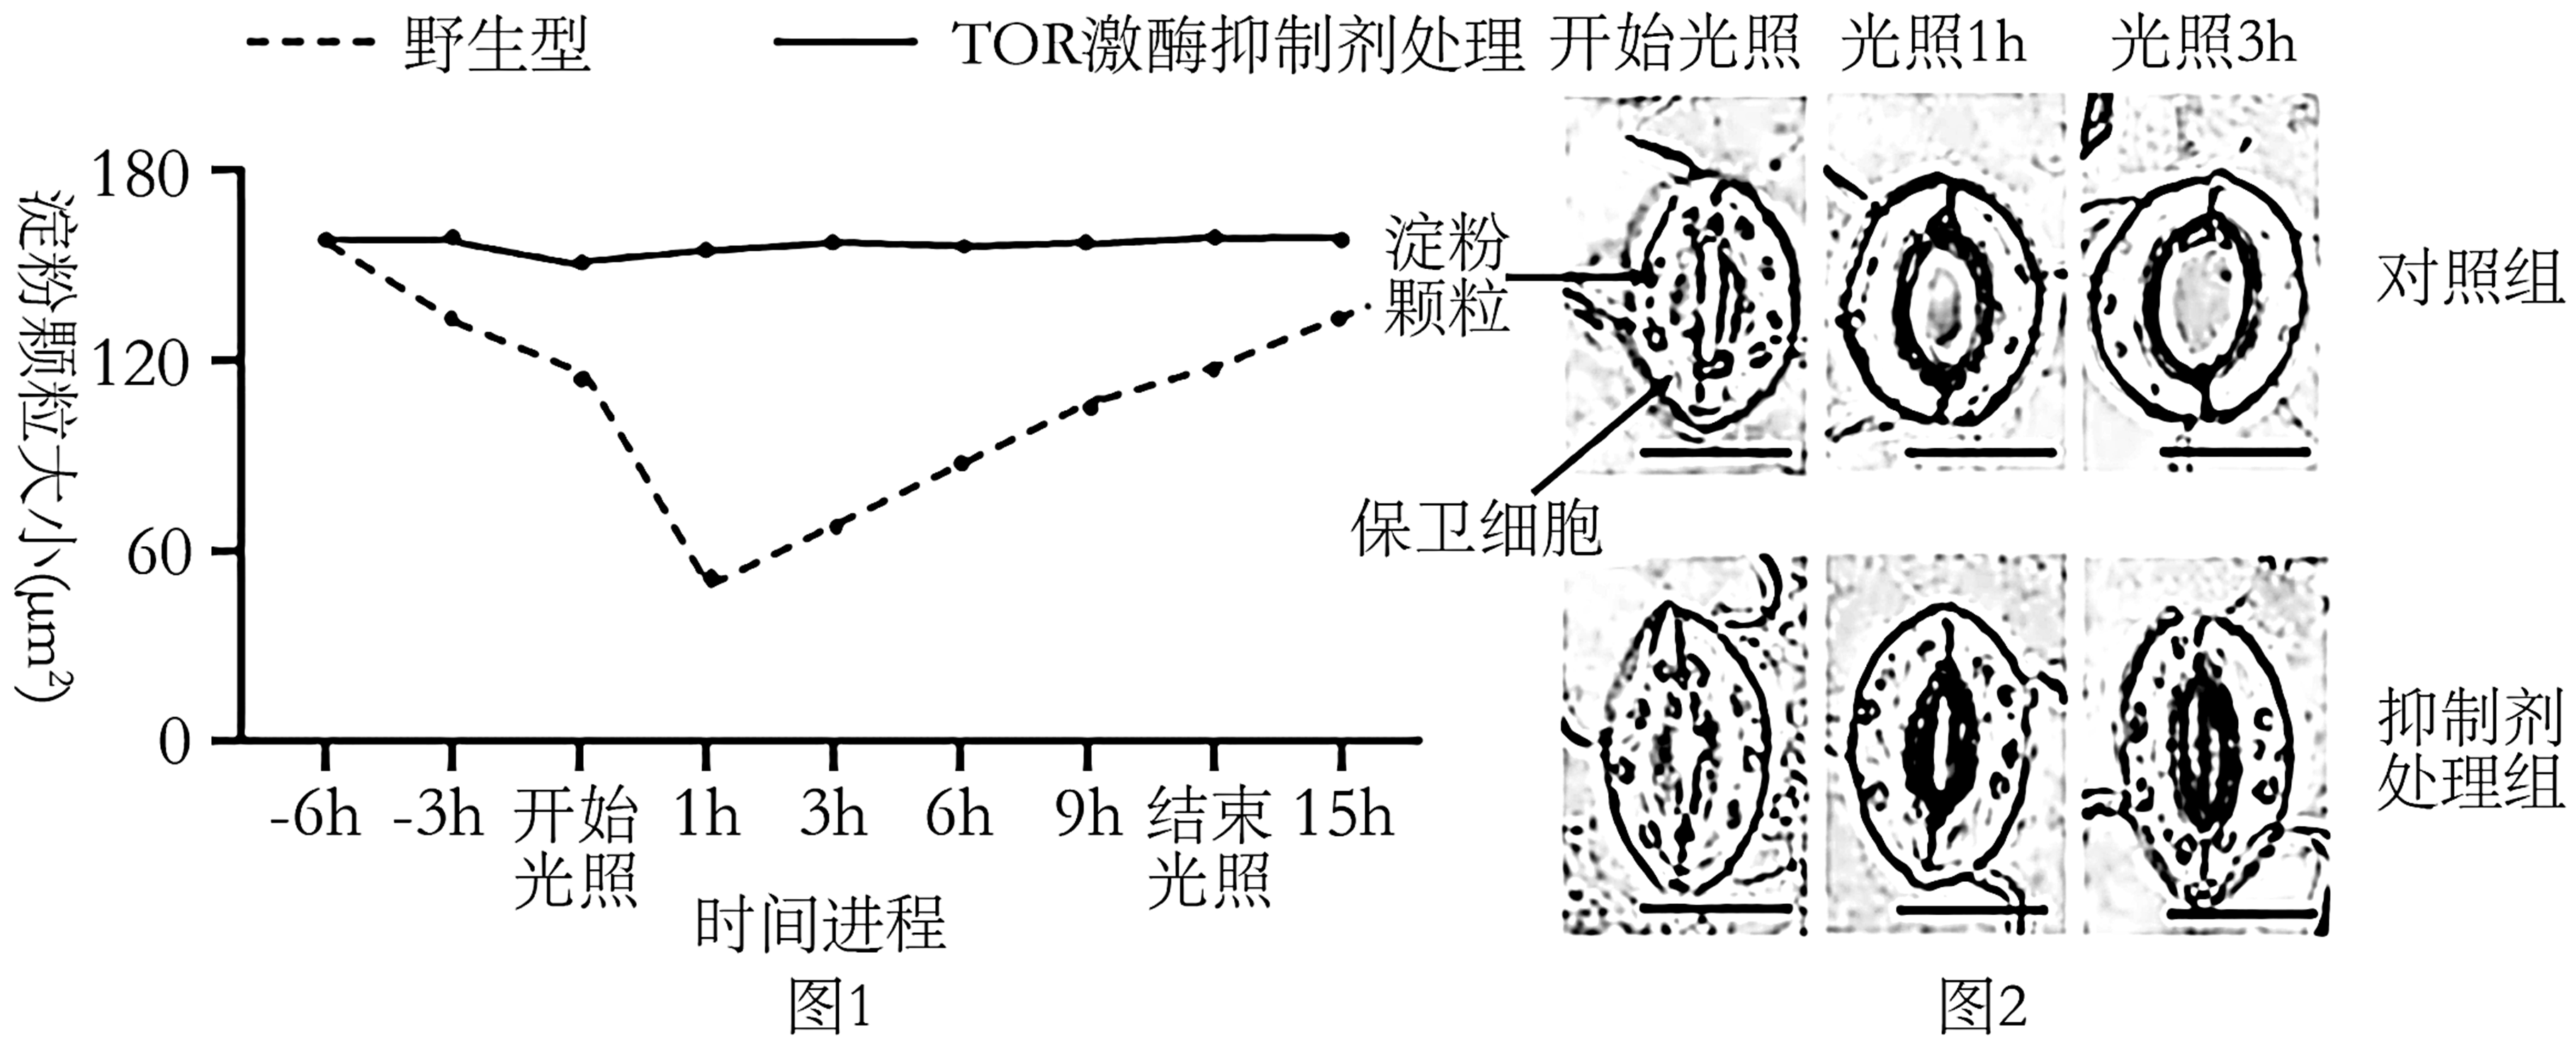 野生型
TOR激酶抑制剂处理
开始光照
光照1h
光照3h
淀粉颗粒大小(μm²)
180
120
60
0
-6h
-3h
开始
光照
1h
3h
6h
9h
结束
光照
15h
时间进程
图1
淀粉
颗粒
保卫细胞
对照组
抑制剂
处理组
图2